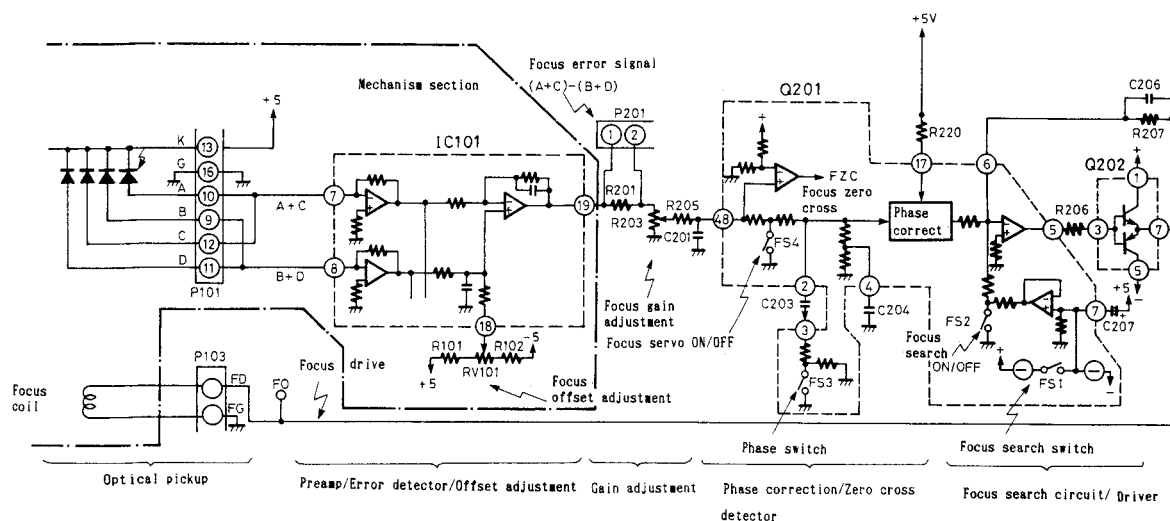 +5V
Focus error signal
(A+C)-(B+D)
Mechanism section
P201
1
2
Q201
C206
R207
+5
K
13
G
16
A
10
B
9
C
12
D
11
P101
A+C
B+D
IC101
7
8
19
18
R201
R203
R205
C201
48
FZC
Focus zero
cross
FS4
R220
17
6
Phase
correct
Q202
1
R206
5
3
7
5
+5
C203
2
4
C204
3
FS3
FS2
7
C207
FS1
Focus gain
adjustment
Focus servo ON/OFF
Focus
search
ON/OFF
R101
R102
-5
+5
RV101
Focus
offset adjustment
P103
FD
FG
Focus
coil
FO
Focus drive
Phase switch
Focus search switch
Optical pickup
Preamp/Error detector/Offset adjustment
Gain adjustment
Phase correction/Zero cross
detector
Focus search circuit/ Driver